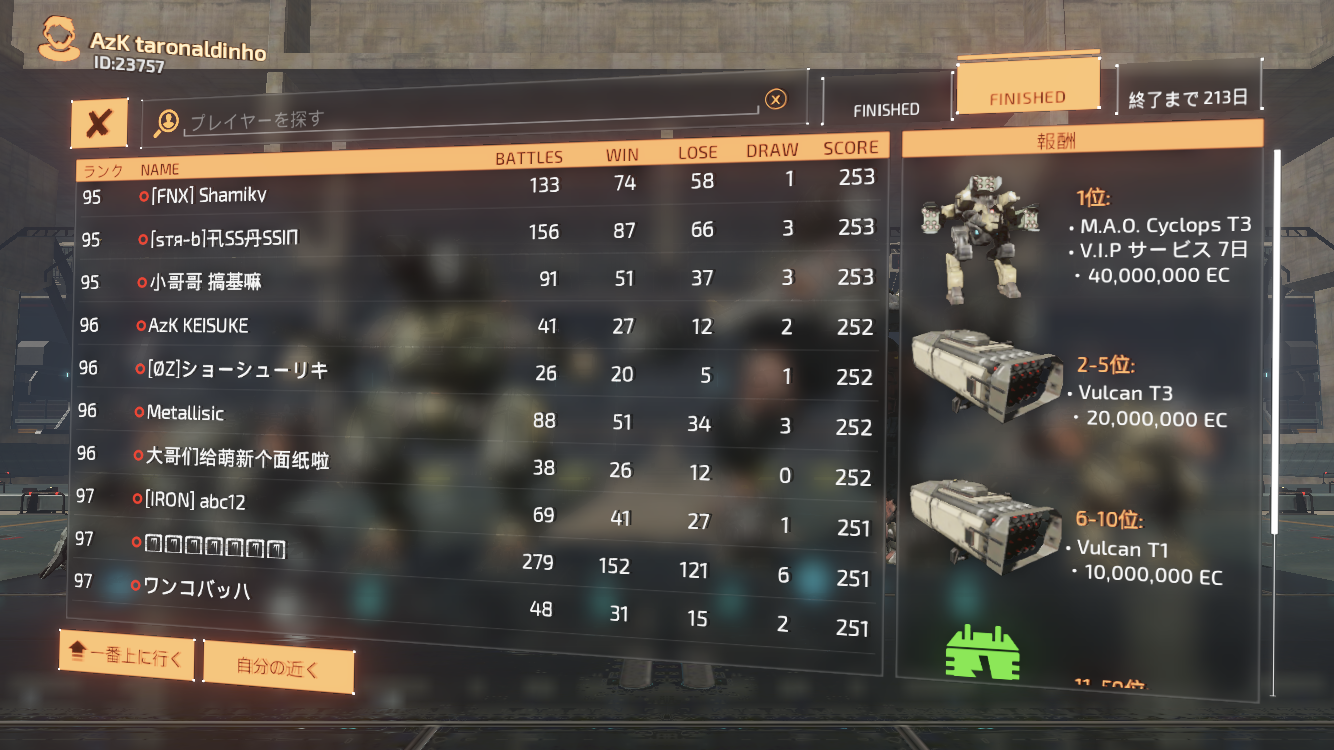 AzK taronaldinho
ID:23757
プレイヤーを探す
FINISHED
FINISHED
終了まで 213日
ランク NAME BATTLES WIN LOSE DRAW SCORE
95 [FNX] Shamikv 133 74 58 1 253
95 156 87 66 3 253
95 小哥哥 搞基嘛 91 51 37 3 253
96 AzK KEISUKE 41 27 12 2 252
96 [ØZ]ショーシューリキ 26 20 5 1 252
96 Metallisic 88 51 34 3 252
96 大哥们给萌新个面纸啦 38 26 12 0 252
97 [IRON] abc12 69 41 27 1 251
97 279 152 121 6 251
97 ワンコバッハ 48 31 15 2 251
一番上に行く
自分の近く
報酬
1位:
• M.A.O. Cyclops T3
• V.I.P サービス 7日
• 40,000,000 EC
2-5位:
• Vulcan T3
• 20,000,000 EC
6-10位:
• Vulcan T1
• 10,000,000 EC
11-50位: